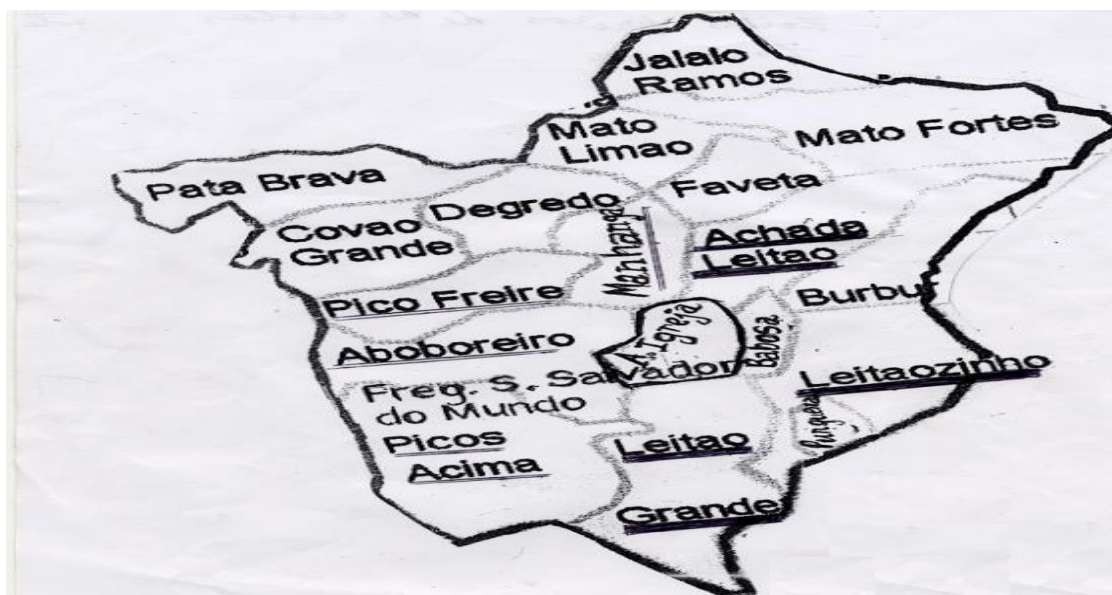 Jalalo
Ramos
Mato
Limao
Mato Fortes
Pata Brava
Faveta
Degredo
Covao
Grande
Manhanga
Achada
Leitao
Pico Freire
Burbur
A. Igreja
Babosa
Aboboreiro
Freg. S. Salvador
do Mundo
Leitaozinho
Picos
Acima
Leitao
Grande